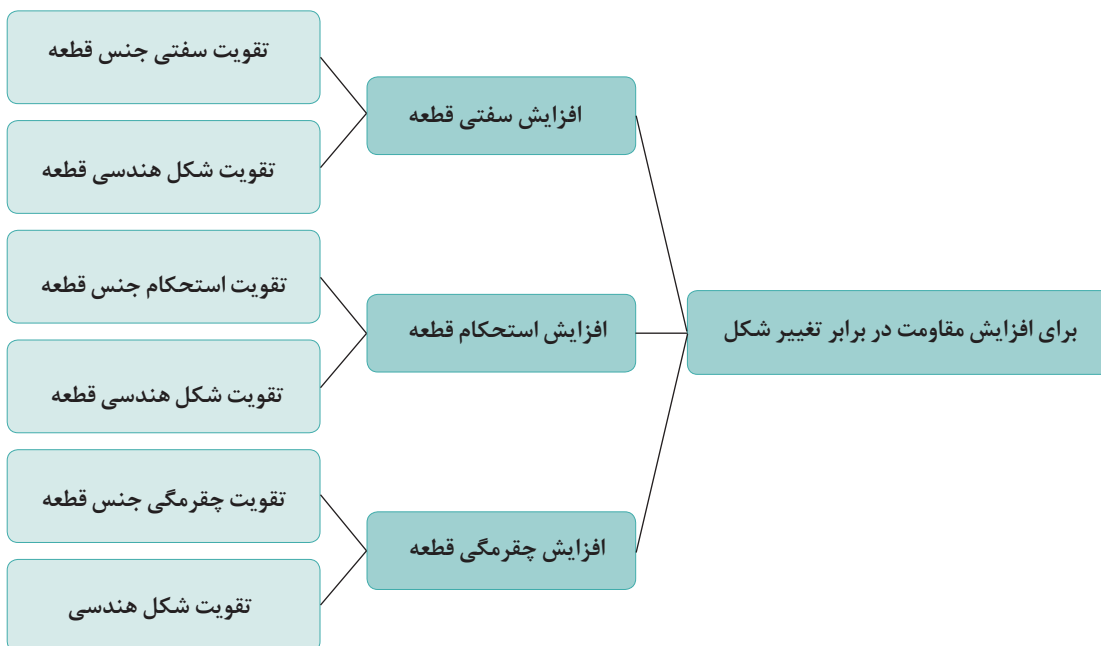 برای افزایش مقاومت در برابر تغییر شکل
افزایش سفتی قطعه
تقویت سفتی جنس قطعه
تقویت شکل هندسی قطعه
افزایش استحکام قطعه
تقویت استحکام جنس قطعه
تقویت شکل هندسی قطعه
افزایش چقرمگی قطعه
تقویت چقرمگی جنس قطعه
تقویت شکل هندسی